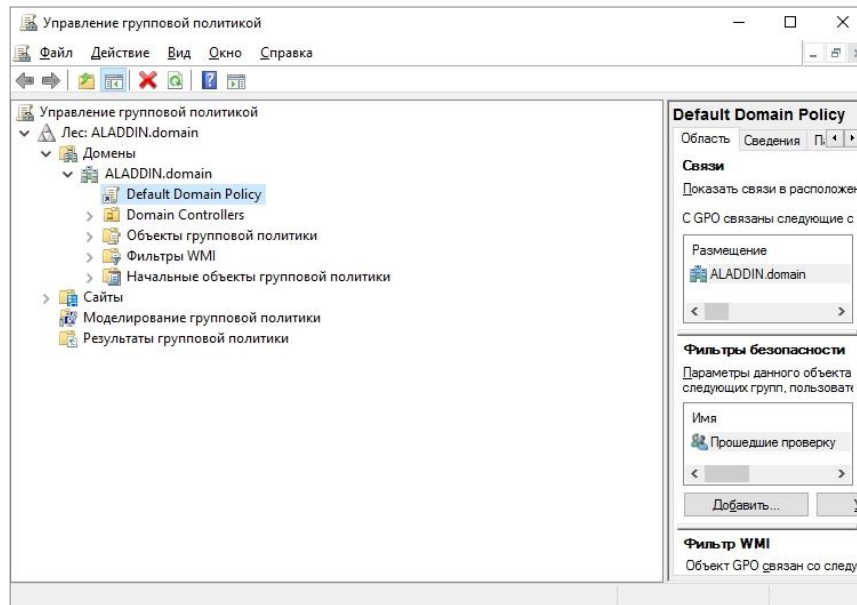 Управление групповой политикой
Файл Действие Вид Окно Справка
Управление групповой политикой
Лес: ALADDIN.domain
Домены
ALADDIN.domain
Default Domain Policy
Domain Controllers
Объекты групповой политики
Фильтры WMI
Начальные объекты групповой политики
Сайты
Моделирование групповой политики
Результаты групповой политики
Default Domain Policy
Область Сведения
Связи
Показать связи в
С GPO связаны следующие с
Размещение
ALADDIN.domain
Фильтры безопасности
Параметры данного объекта
следующих групп,
Имя
Прошедшие проверку
Добавить...
Фильтр WMI
Объект GPO связан со